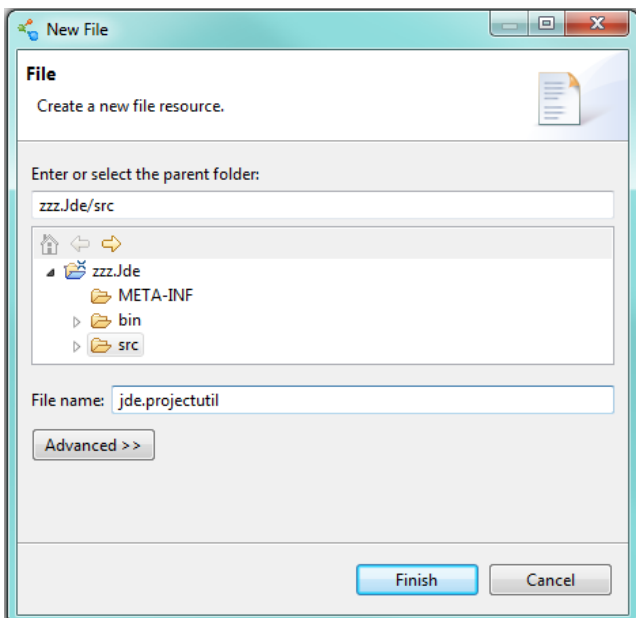 New File
File
Create a new file resource.
Enter or select the parent folder:
zzz.Jde/src
zzz.Jde
META-INF
bin
src
File name: jde.projectutil
Advanced >>
Finish Cancel